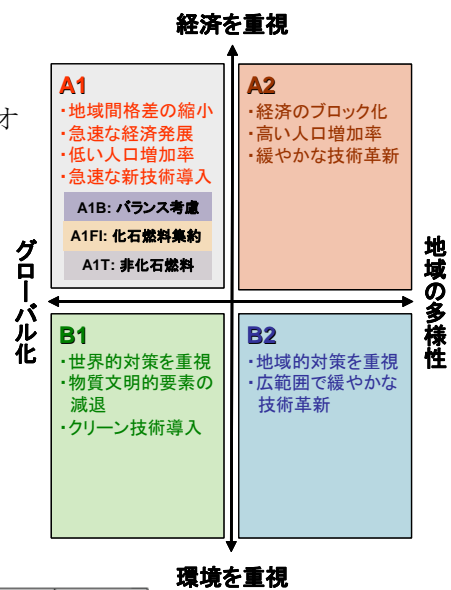 経済を重視
オ
A1
・地域間格差の縮小
・急速な経済発展
・低い人口増加率
・急速な新技術導入
A1B: バランス考慮
A1FI: 化石燃料集約
A1T: 非化石燃料
A2
・経済のブロック化
・高い人口増加率
・緩やかな技術革新
グローバル化
地域の多様性
B1
・世界的対策を重視
・物質文明的要素の
減退
・クリーン技術導入
B2
・地域的対策を重視
・広範囲で緩やかな
技術革新
環境を重視